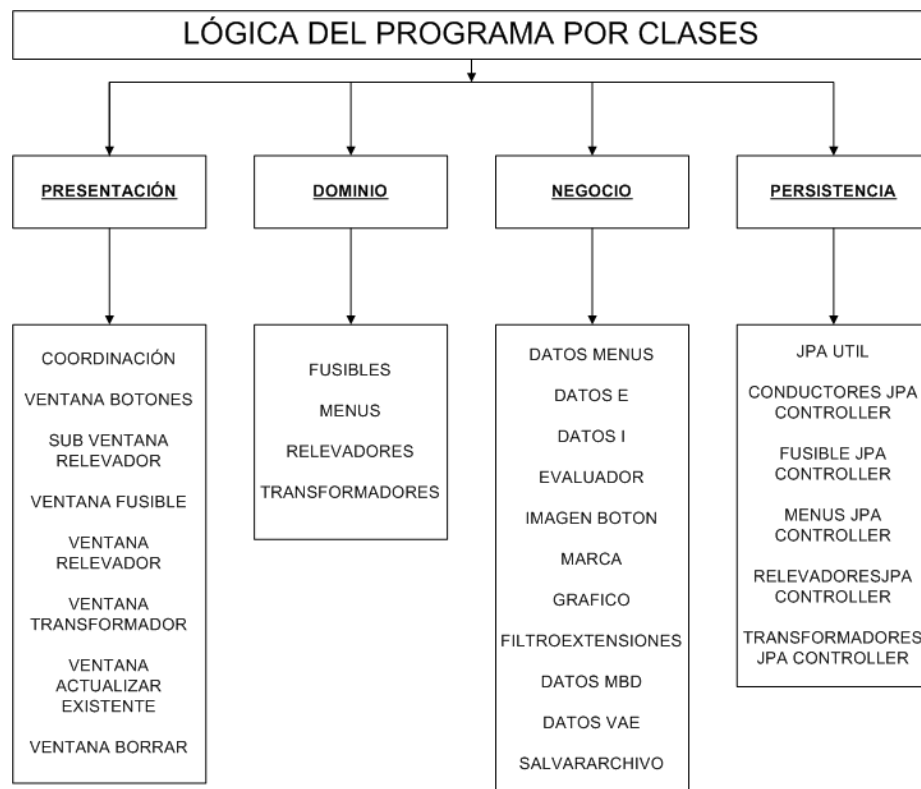 LÓGICA DEL PROGRAMA POR CLASES
PRESENTACIÓN
DOMINIO
NEGOCIO
PERSISTENCIA
COORDINACIÓN
VENTANA BOTONES
SUB VENTANA
RELEVADOR
VENTANA FUSIBLE
VENTANA
RELEVADOR
VENTANA
TRANSFORMADOR
VENTANA
ACTUALIZAR
EXISTENTE
VENTANA BORRAR
FUSIBLES
MENUS
RELEVADORES
TRANSFORMADORES
DATOS MENUS
DATOS E
DATOS I
EVALUADOR
IMAGEN BOTON
MARCA
GRAFICO
FILTROEXTENSIONES
DATOS MBD
DATOS VAE
SALVARARCHIVO
JPA UTIL
CONDUCTORES JPA
CONTROLLER
FUSIBLE JPA
CONTROLLER
MENUS JPA
CONTROLLER
RELEVADORESJPA
CONTROLLER
TRANSFORMADORES
JPA CONTROLLER